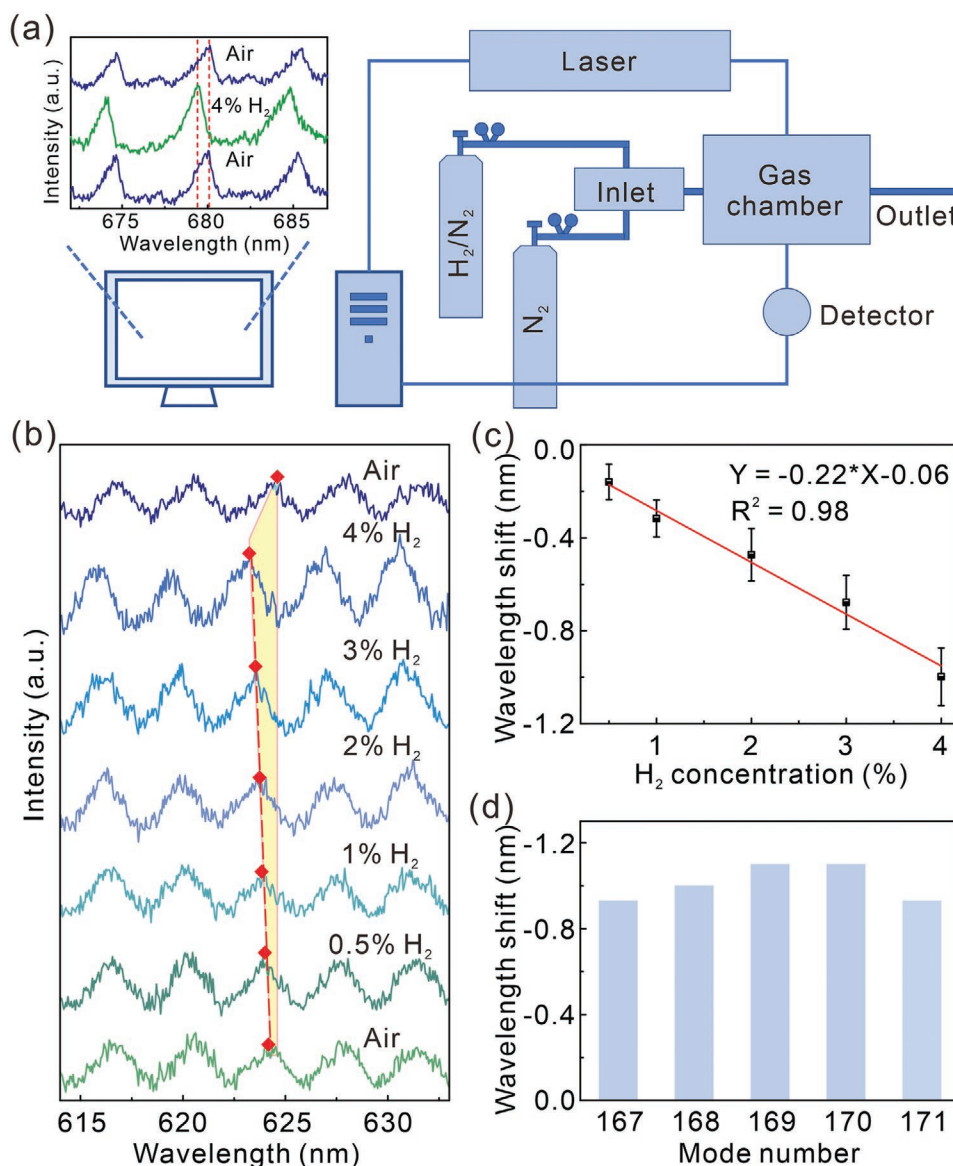 (a)
Intensity (a.u.)
Air
4% H₂
Air
675 680 685
Wavelength (nm)
Laser
H₂/N₂
N₂
Inlet
Gas
chamber
Outlet
Detector
(b)
Intensity (a.u.)
Air
4% H₂
3% H₂
2% H₂
1% H₂
0.5% H₂
Air
615 620 625 630
Wavelength (nm)
(c)
Wavelength shift (nm)
0.0
-0.4
-0.8
-1.2
Y = -0.22*X-0.06
R² = 0.98
1 2 3 4
H₂ concentration (%)
(d)
Wavelength shift (nm)
-1.2
-0.8
-0.4
0.0
167 168 169 170 171
Mode number